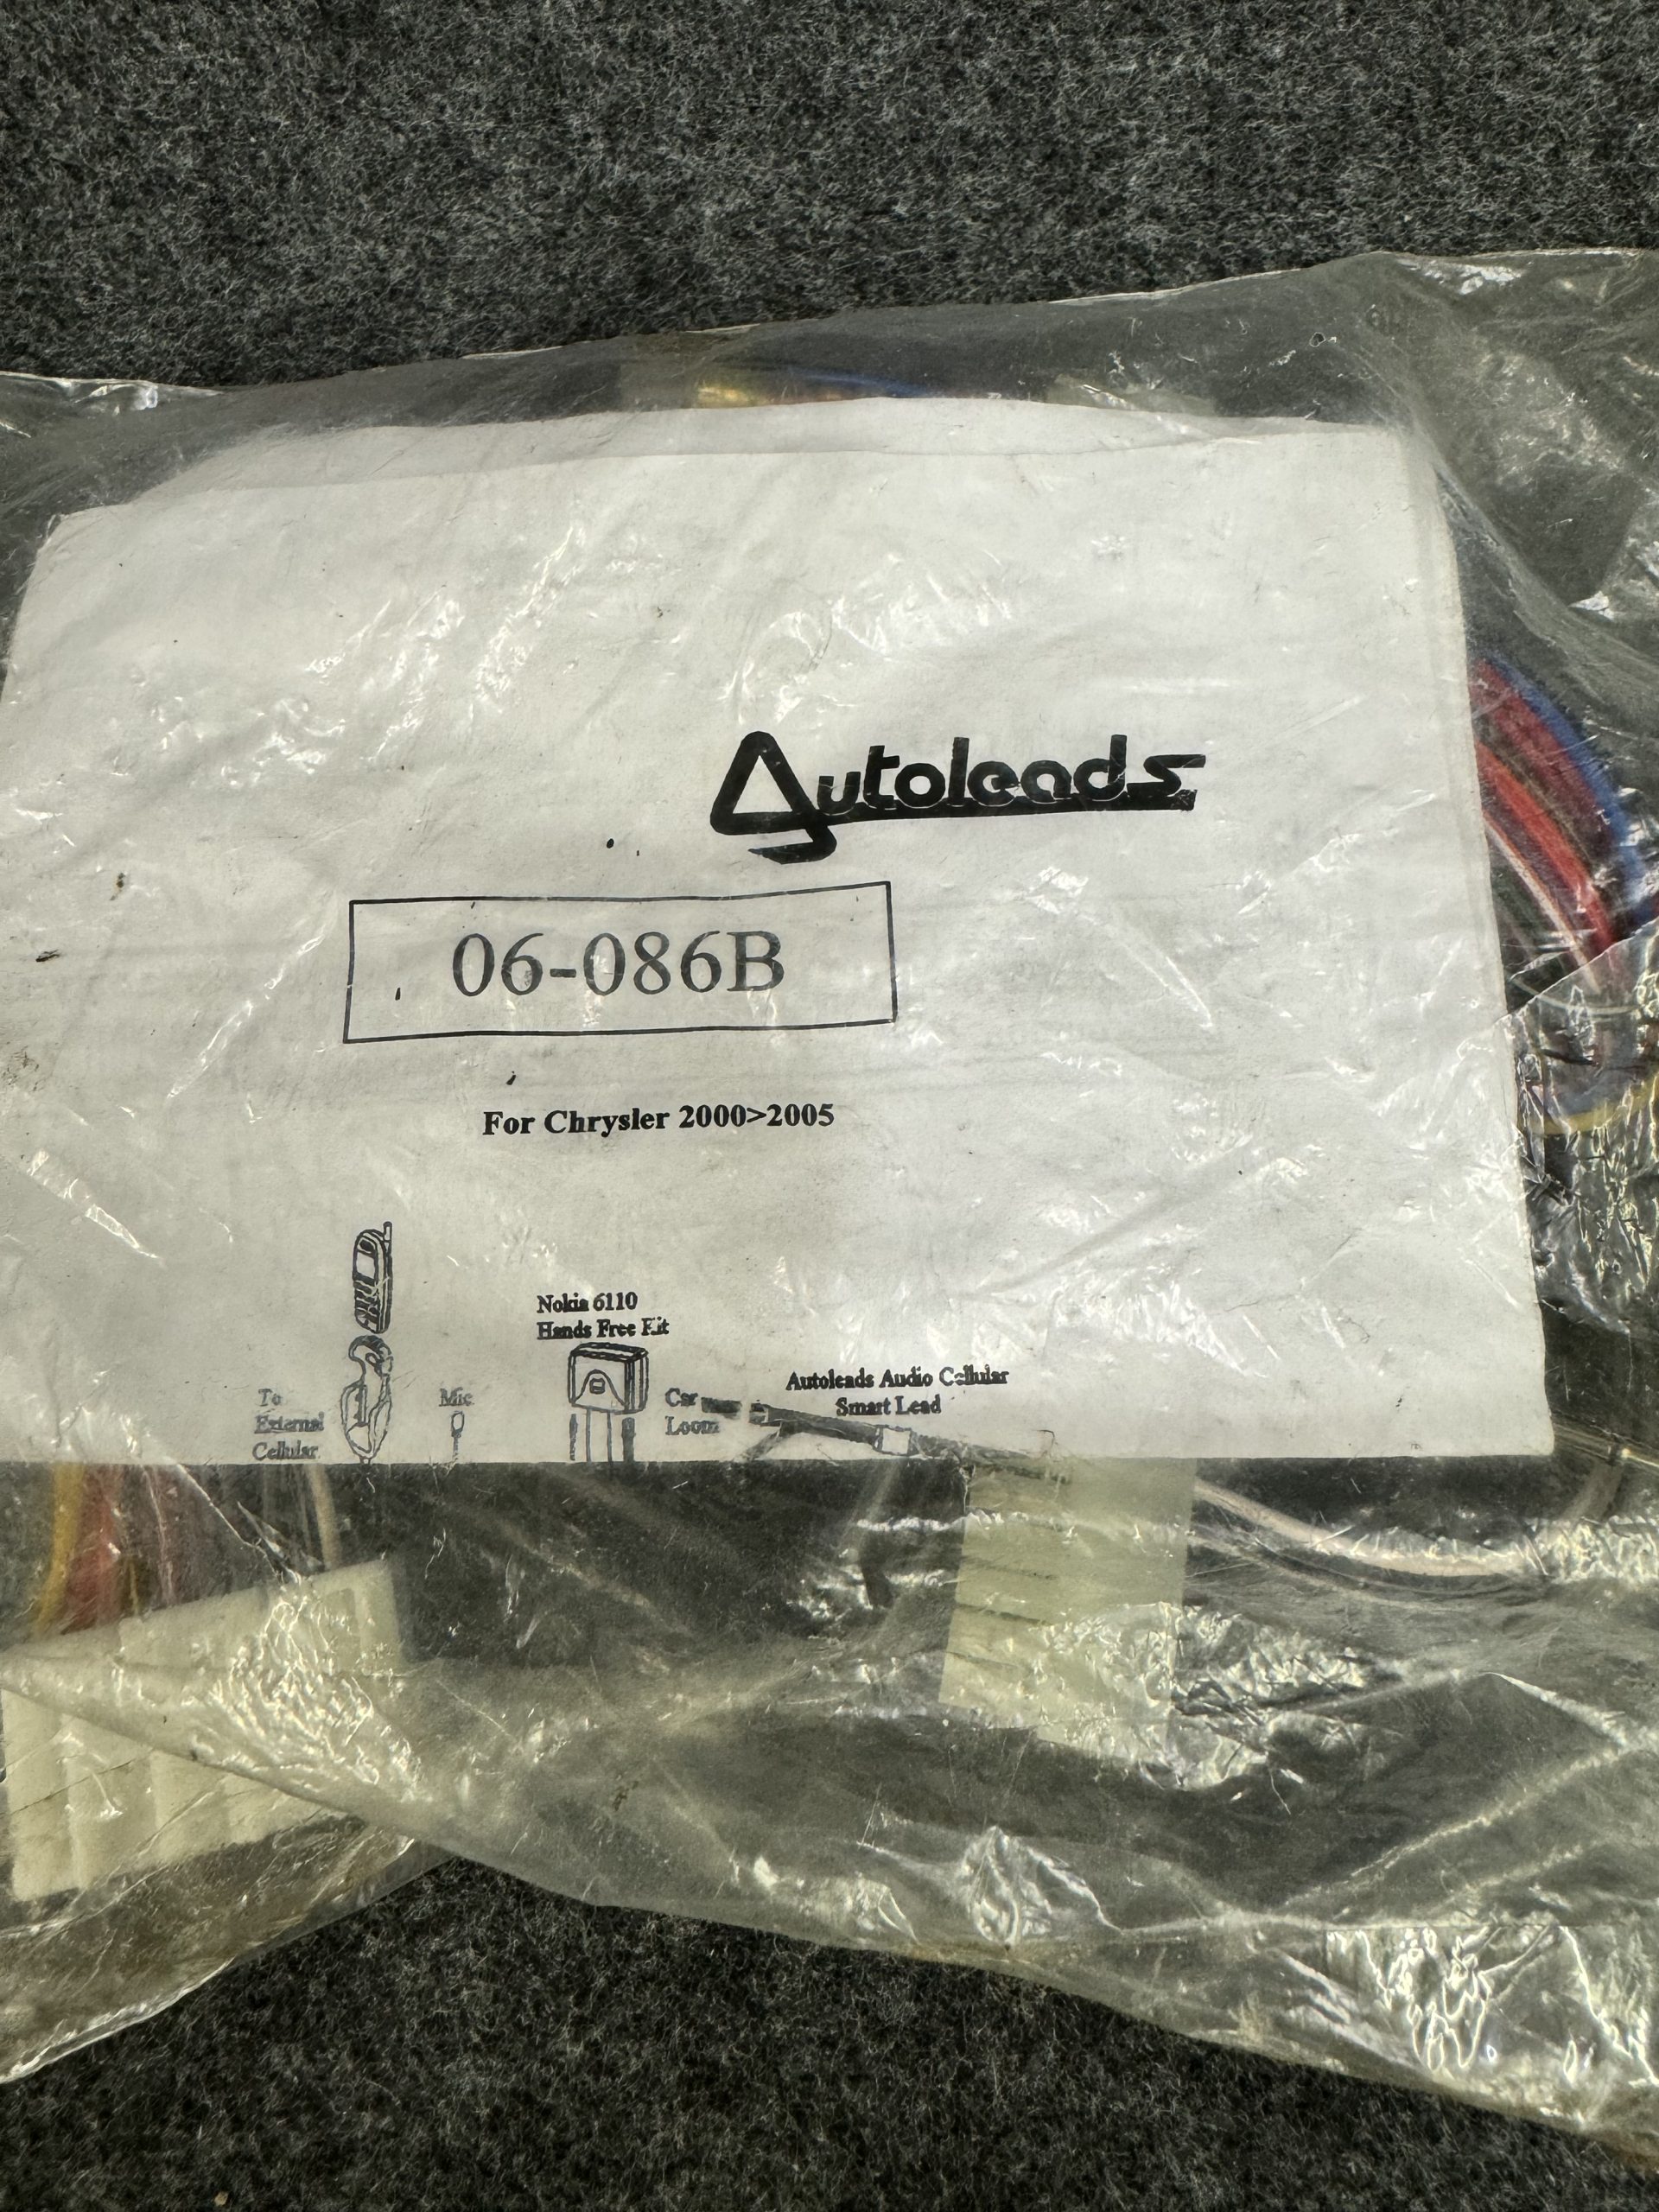 Autoleads
06-086B
For Chrysler 2000>2005
Nokia 6110
Hands Free Kit
Autoleads Audio Cellular
Smart Lead
To
External
Cellular
Mic
Car
Loom